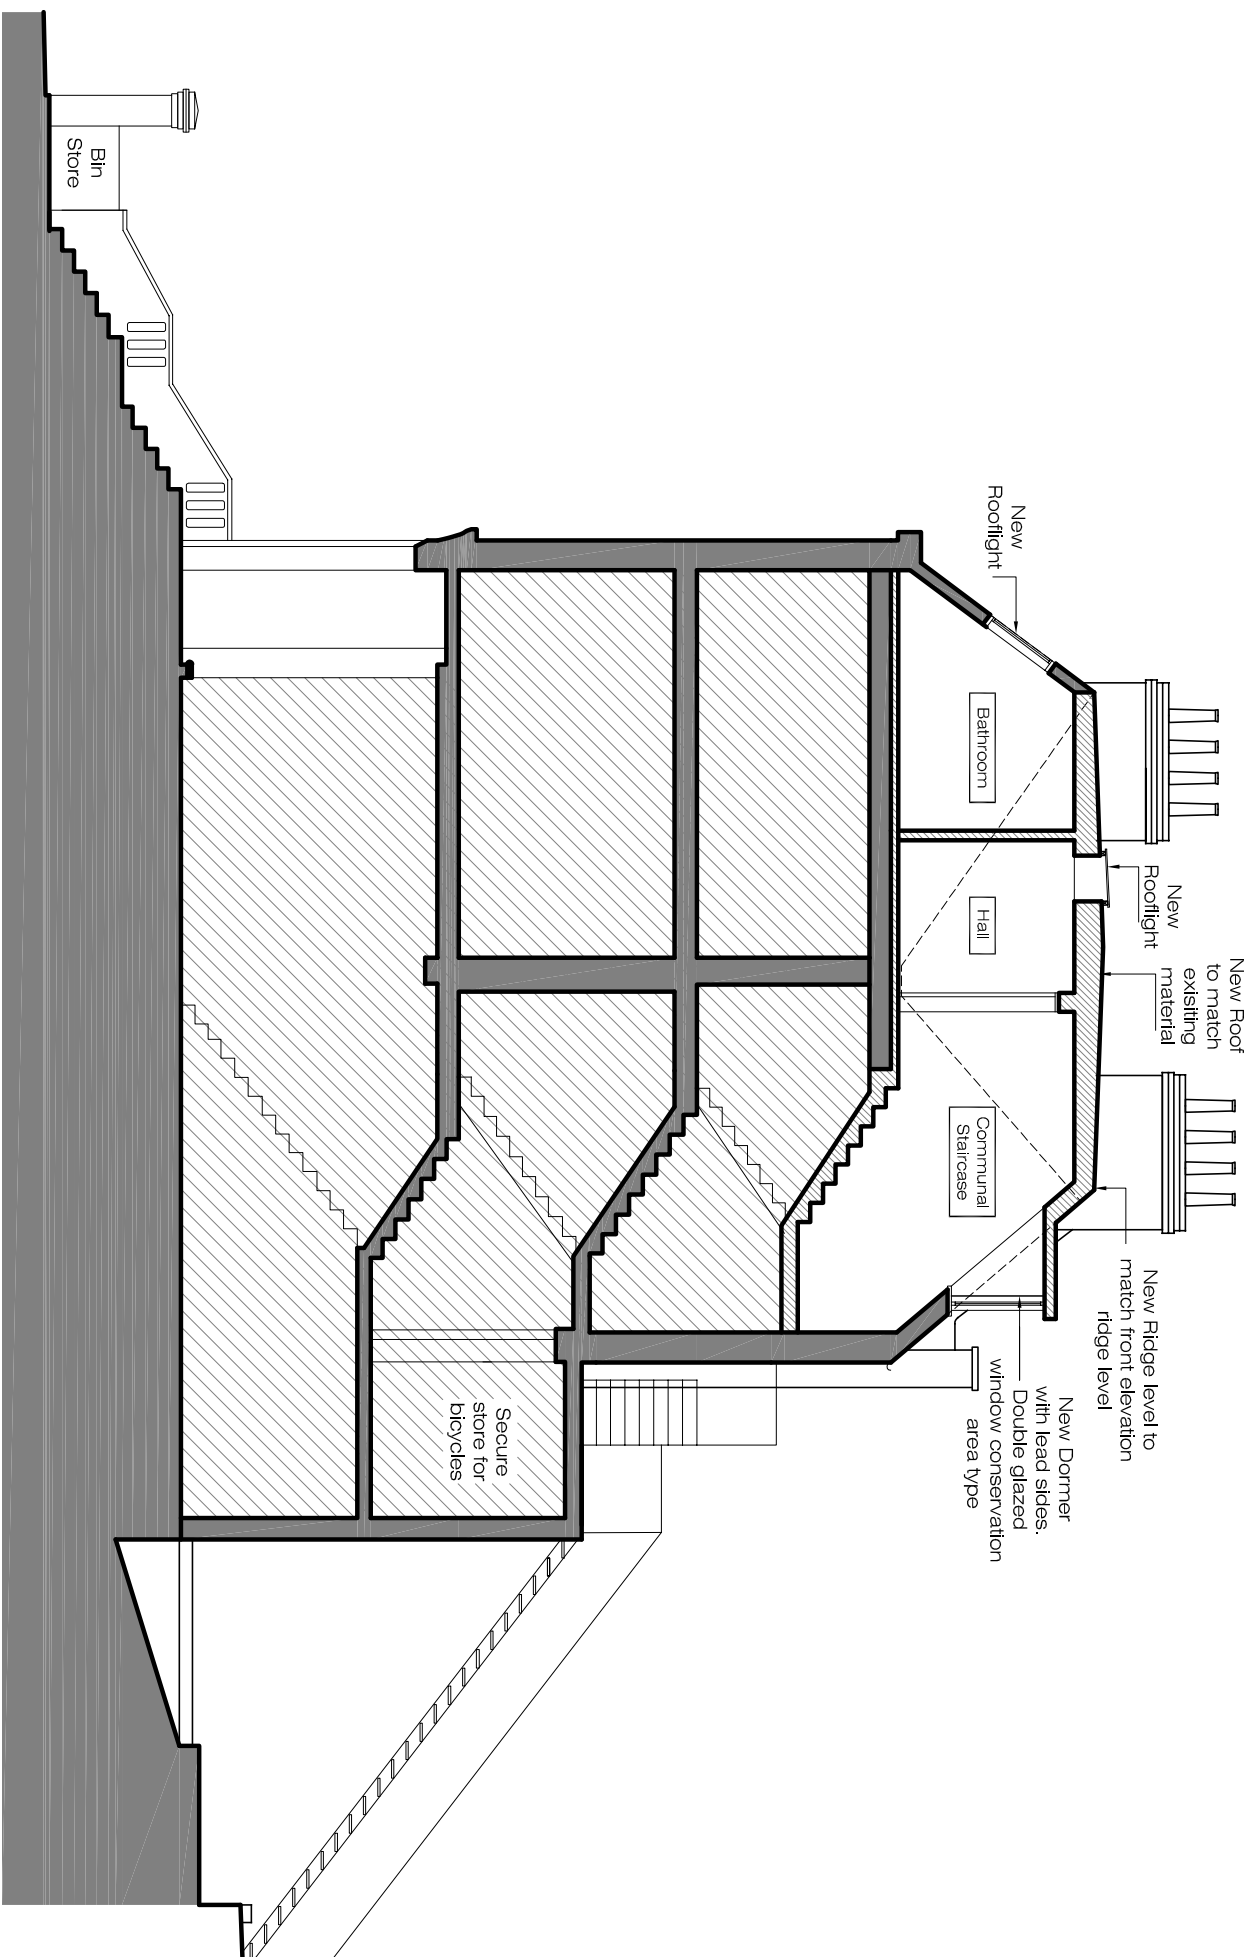 New Roof
to match
exisiting
material
New
Rooflight
New
Rooflight
New Ridge level to
match front elevation
ridge level
New Dormer
with lead sides.
Double glazed
window conservation
area type
Bathroom
Hall
Communal
Staircase
Secure
store for
bicycles
Bin
Store